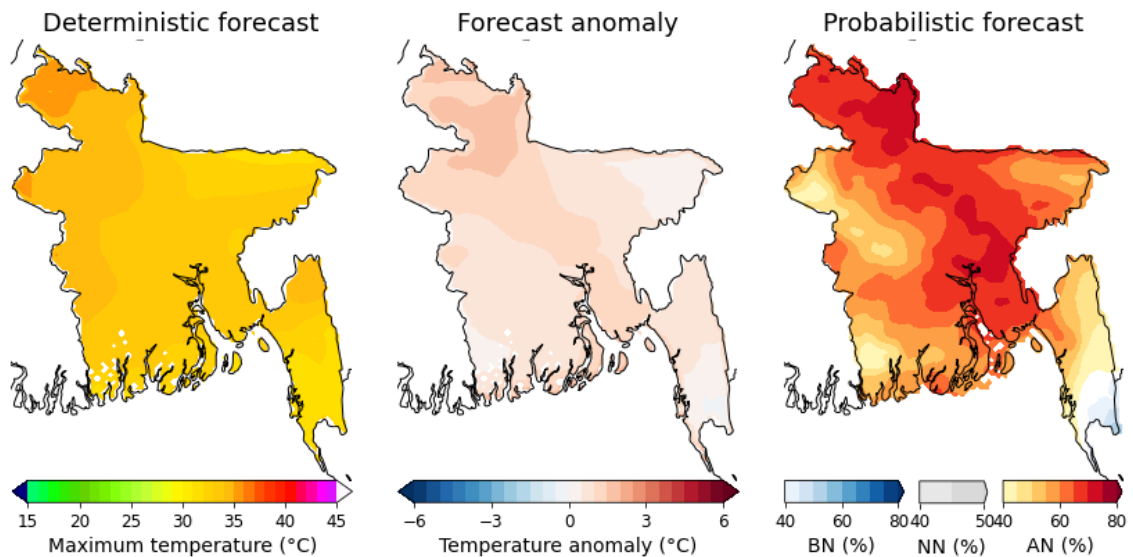 Deterministic forecast
Forecast anomaly
Probabilistic forecast
15 20 25 30 35 40 45
Maximum temperature (°C)
−6 −3 0 3 6
Temperature anomaly (°C)
40 60 80
BN (%)
40 50
NN (%)
40 60 80
AN (%)